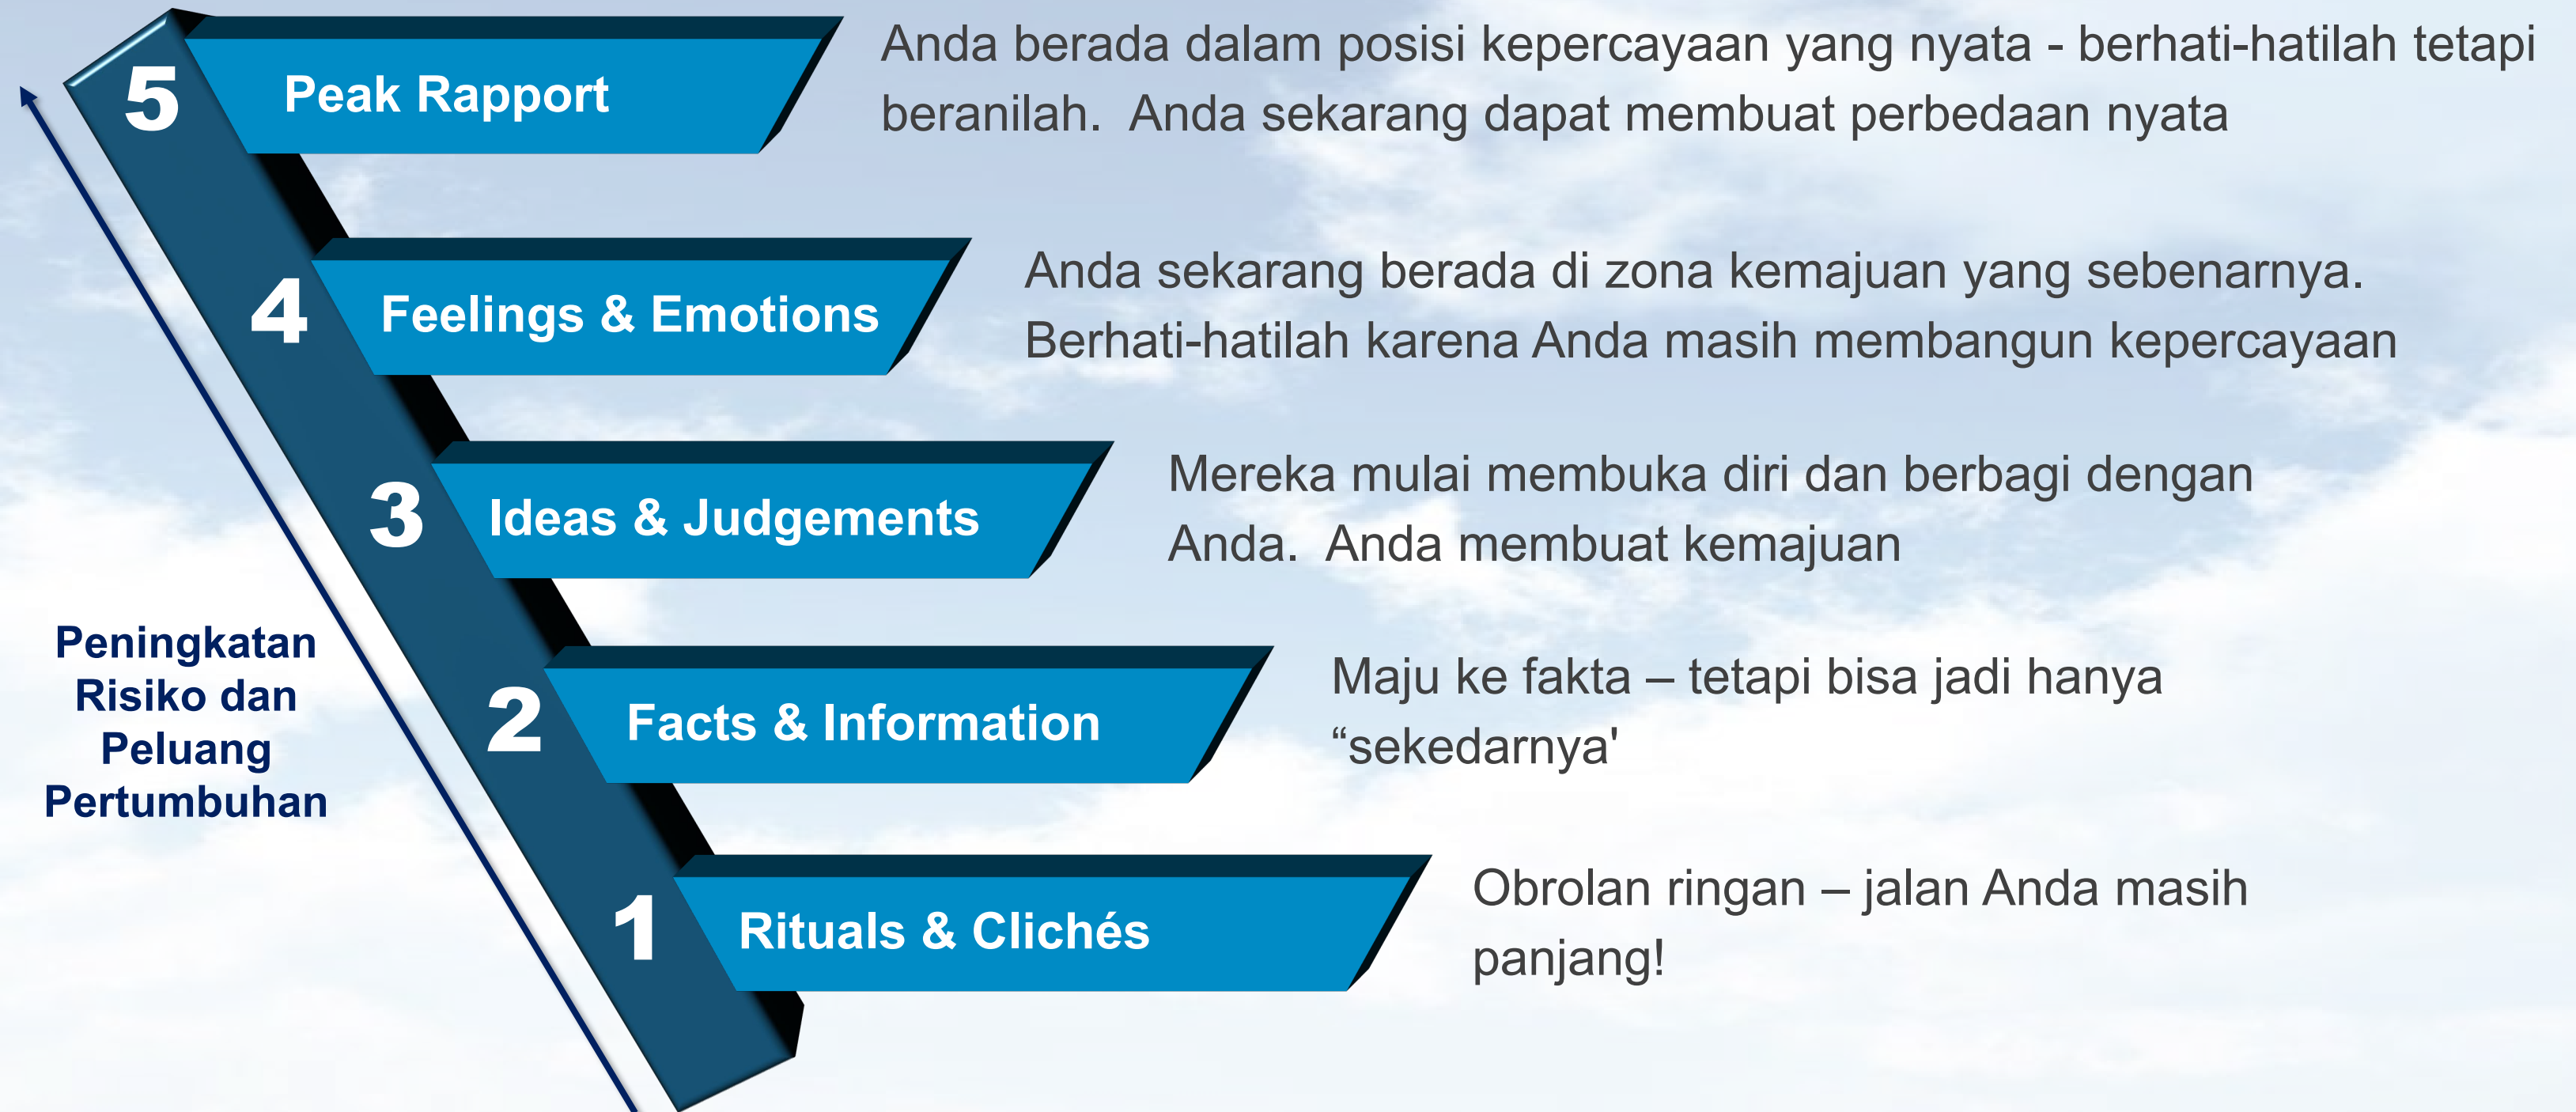 5
Peak Rapport
Anda berada dalam posisi kepercayaan yang nyata - berhati-hatilah tetapi
beranilah.  Anda sekarang dapat membuat perbedaan nyata
4
Feelings & Emotions
Anda sekarang berada di zona kemajuan yang sebenarnya.
Berhati-hatilah karena Anda masih membangun kepercayaan
3
Ideas & Judgements
Mereka mulai membuka diri dan berbagi dengan
Anda.  Anda membuat kemajuan
Peningkatan
Risiko dan
Peluang
Pertumbuhan
2
Facts & Information
Maju ke fakta – tetapi bisa jadi hanya
“sekedarnya'
1
Rituals & Clichés
Obrolan ringan – jalan Anda masih
panjang!